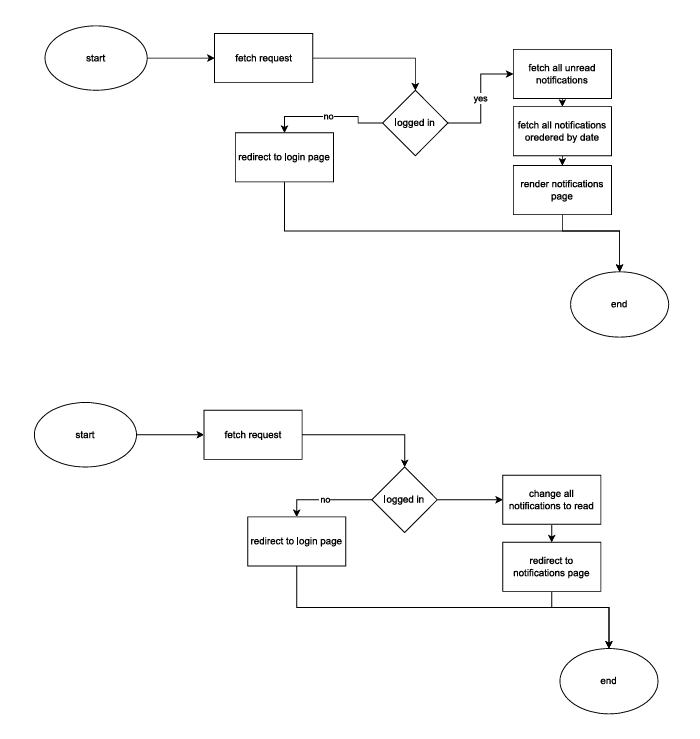 start
fetch request
logged in
yes
fetch all unread
notifications
fetch all notifications
oredered by date
render notifications
page
no
redirect to login page
end
start
fetch request
logged in
change all
notifications to read
redirect to
notifications page
no
redirect to login page
end